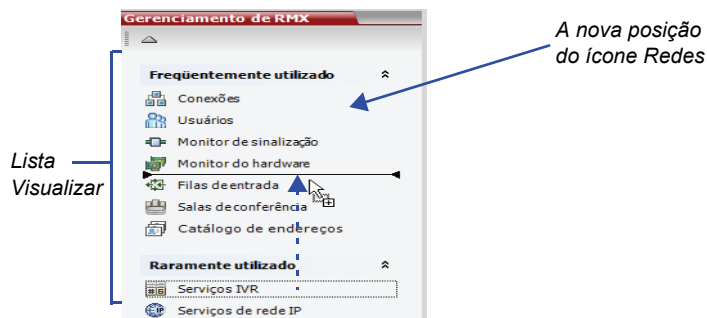 Gerenciamento de RMX
A nova posição
do ícone Redes
Freqüentemente utilizado
Conexões
Usuários
Monitor de sinalização
Monitor do hardware
Lista
Visualizar
Filas de entrada
Salas de conferência
Catálogo de endereços
Raramente utilizado
Serviços IVR
Serviços de rede IP